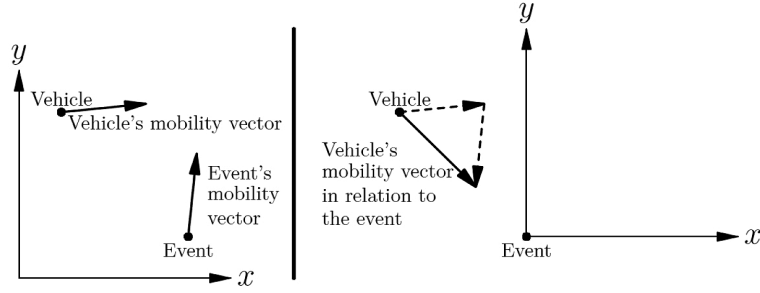 y
Vehicle
Vehicle's mobility vector
Event's
mobility
vector
Event
x
y
Vehicle
Vehicle's
mobility vector
in relation to
the event
Event
x